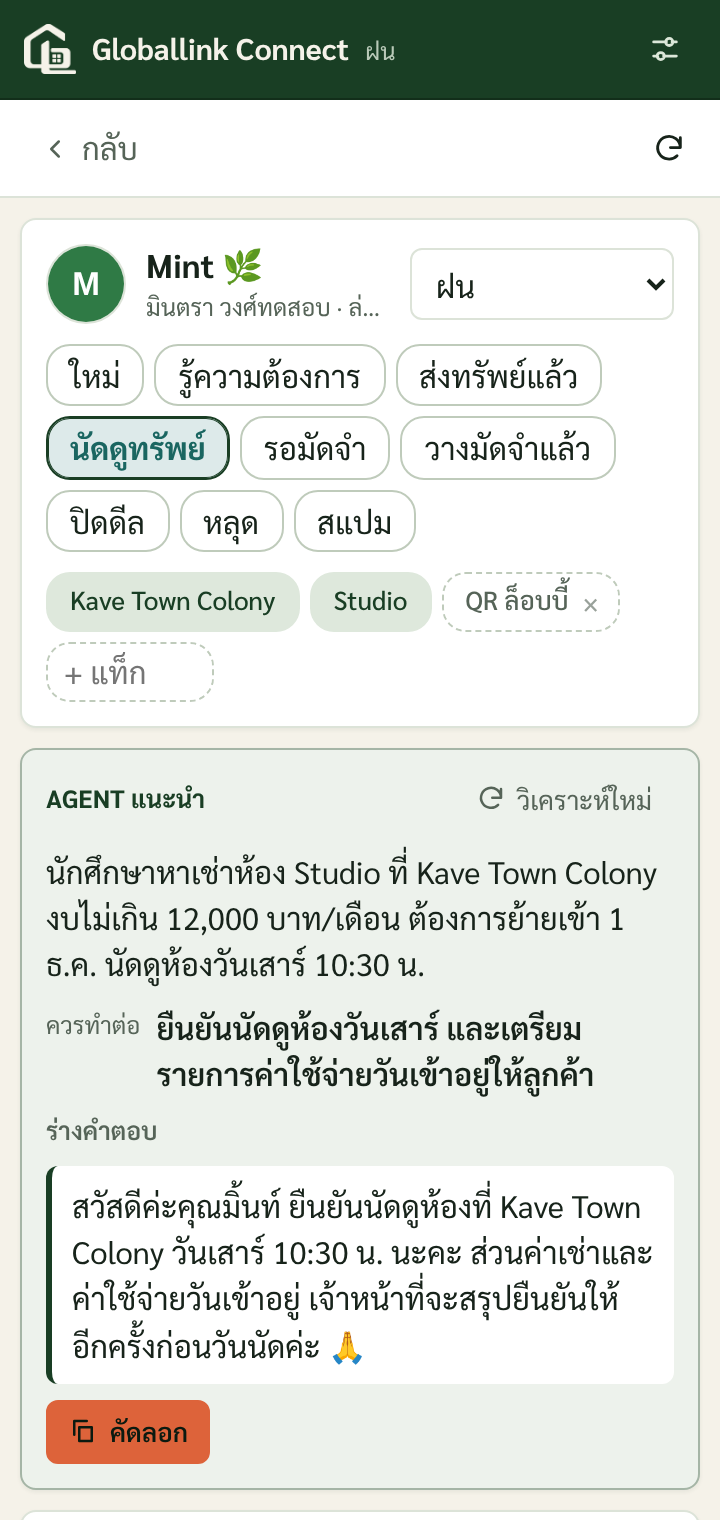 Globallink Connect ฝน
กลับ
M
Mint 🌿
มินตรา วงศ์ทดสอบ · ล่...
ฝน
ใหม่ รู้ความต้องการ ส่งทรัพย์แล้ว
นัดดูทรัพย์ รอมัดจำ วางมัดจำแล้ว
ปิดดีล หลุด สแปม
Kave Town Colony Studio QR ล็อบบี้ ×
+ แท็ก
AGENT แนะนำ วิเคราะห์ใหม่
นักศึกษาหาเช่าห้อง Studio ที่ Kave Town Colony
งบไม่เกิน 12,000 บาท/เดือน ต้องการย้ายเข้า 1
ธ.ค. นัดดูห้องวันเสาร์ 10:30 น.
ควรทำต่อ ยืนยันนัดดูห้องวันเสาร์ และเตรียม
รายการค่าใช้จ่ายวันเข้าอยู่ให้ลูกค้า
ร่างคำตอบ
สวัสดีค่ะคุณมิ้นท์ ยืนยันนัดดูห้องที่ Kave Town
Colony วันเสาร์ 10:30 น. นะคะ ส่วนค่าเช่าและ
ค่าใช้จ่ายวันเข้าอยู่ เจ้าหน้าที่จะสรุปยืนยันให้
อีกครั้งก่อนวันนัดค่ะ 🙏
คัดลอก